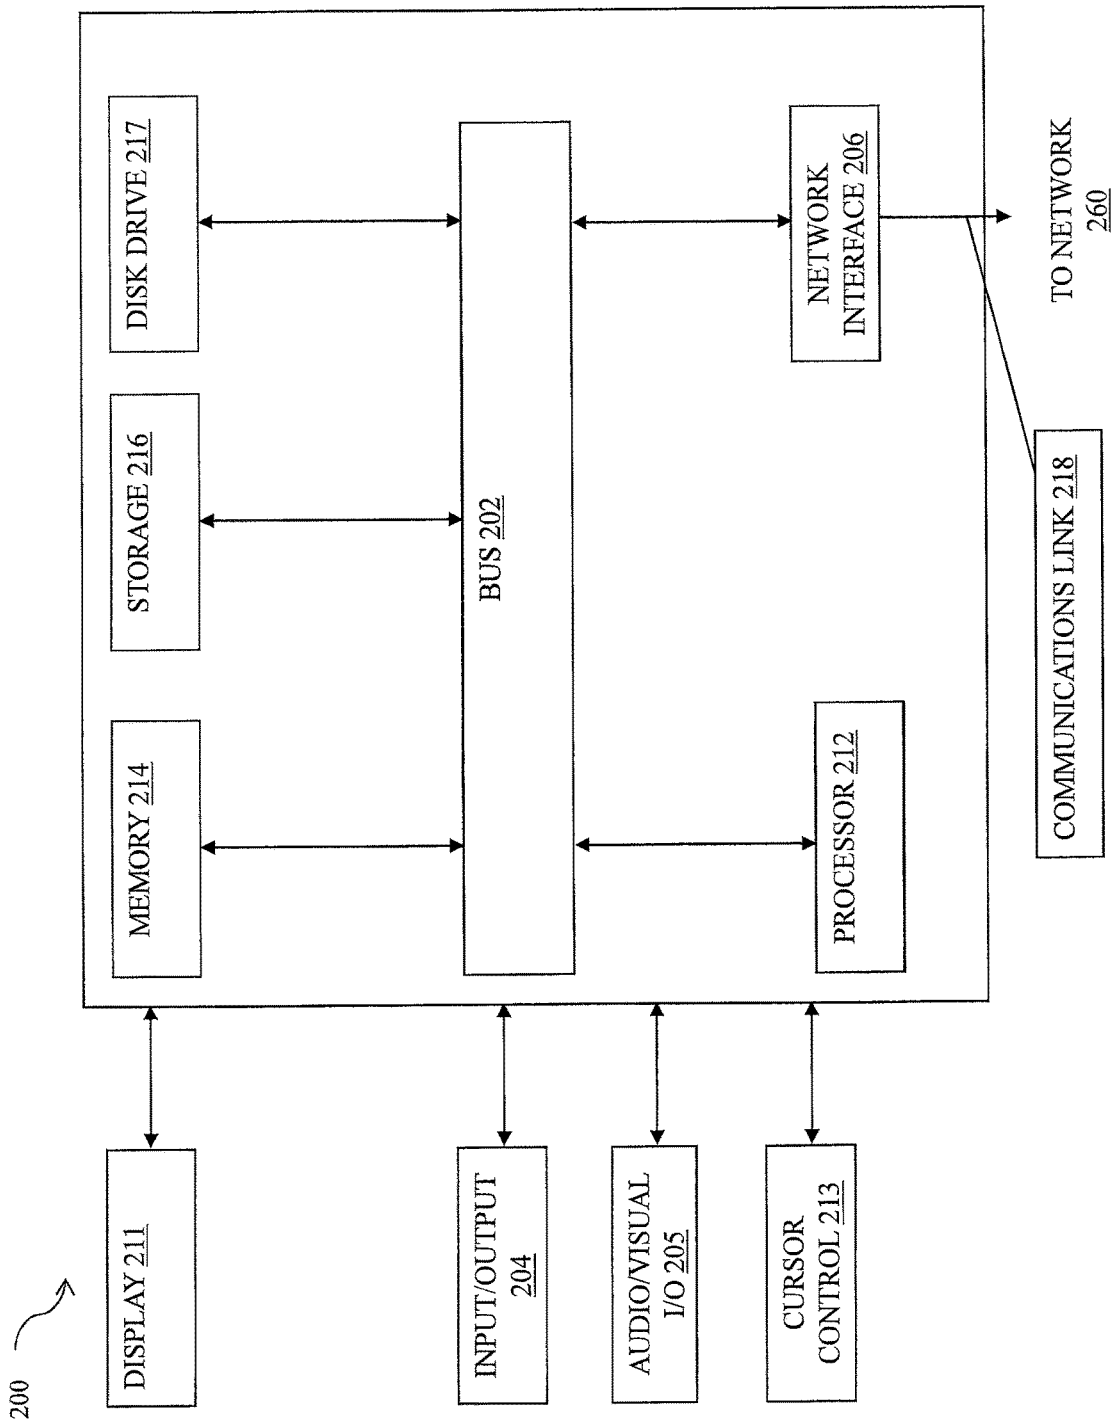 200
DISPLAY 211
INPUT/OUTPUT
204
AUDIO/VISUAL
I/O 205
CURSOR
CONTROL 213
MEMORY 214
STORAGE 216
DISK DRIVE 217
BUS 202
PROCESSOR 212
NETWORK
INTERFACE 206
COMMUNICATIONS LINK 218
TO NETWORK
260